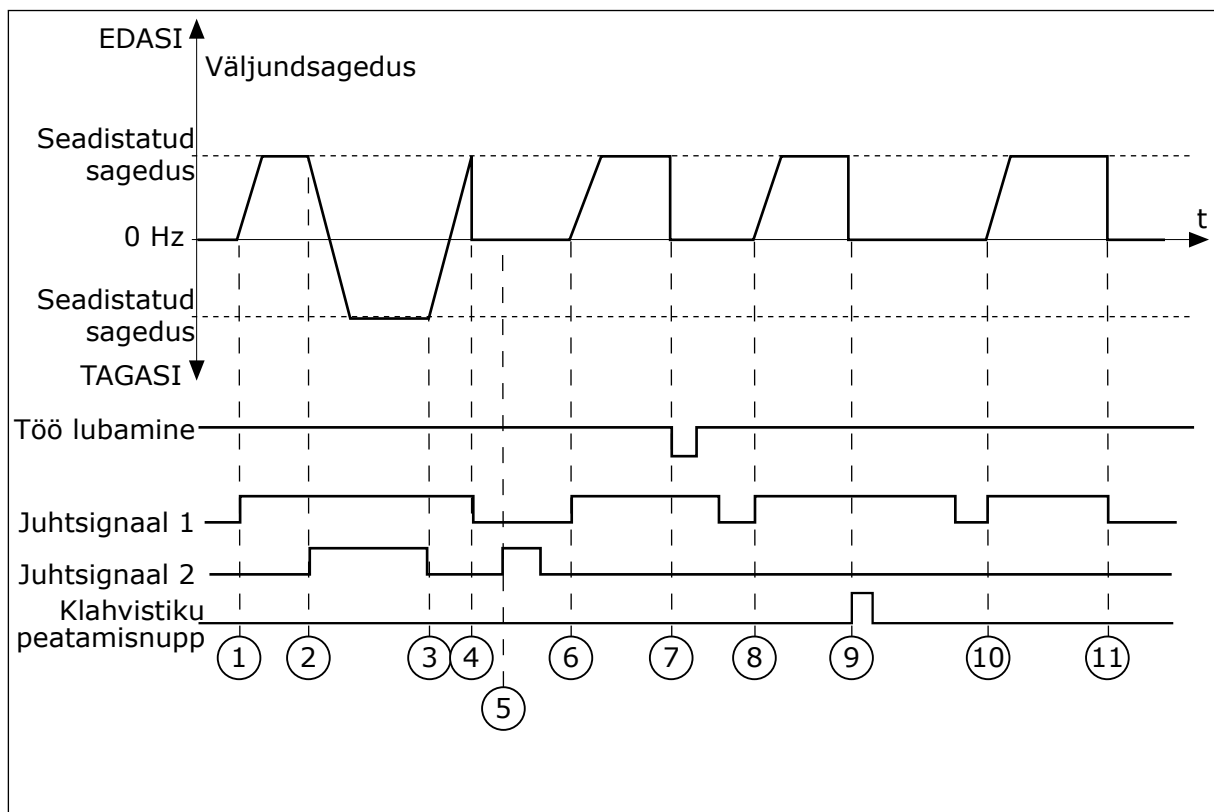 EDASI
Väljundsagedus
Seadistatud
sagedus
0 Hz
t
Seadistatud
sagedus
TAGASI
Töö lubamine
Juhtsignaal 1
Juhtsignaal 2
Klahvistiku
peatamisnupp
1 2 3 4 6 7 8 9 10 11
5